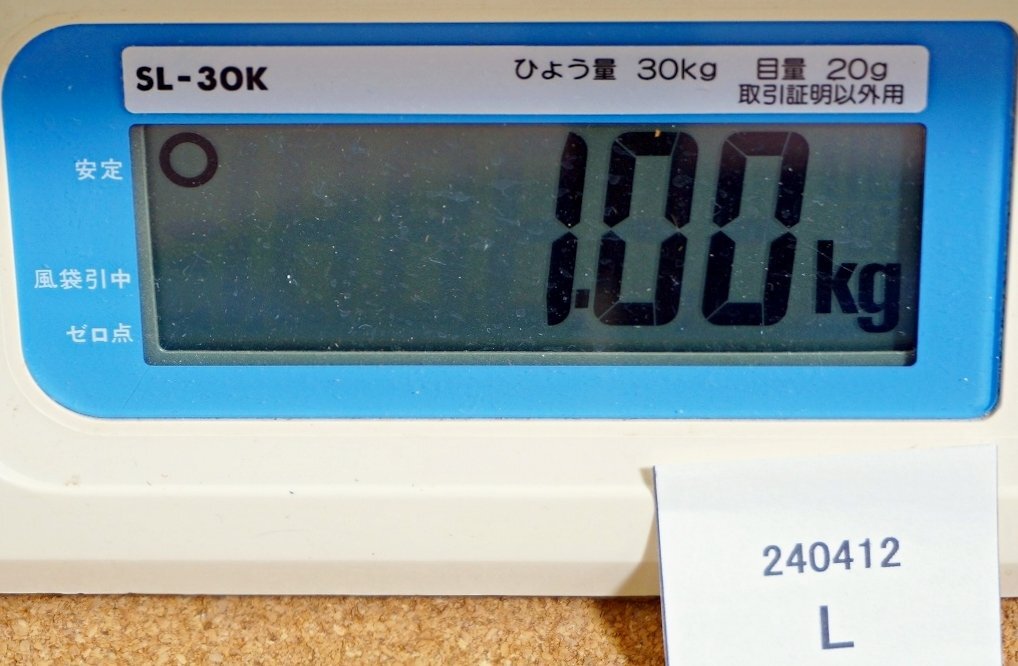 SL-30K
ひょう量 30kg 目量 20g
取引証明以外用
安定
1.00kg
風袋引中
ゼロ点
240412
L